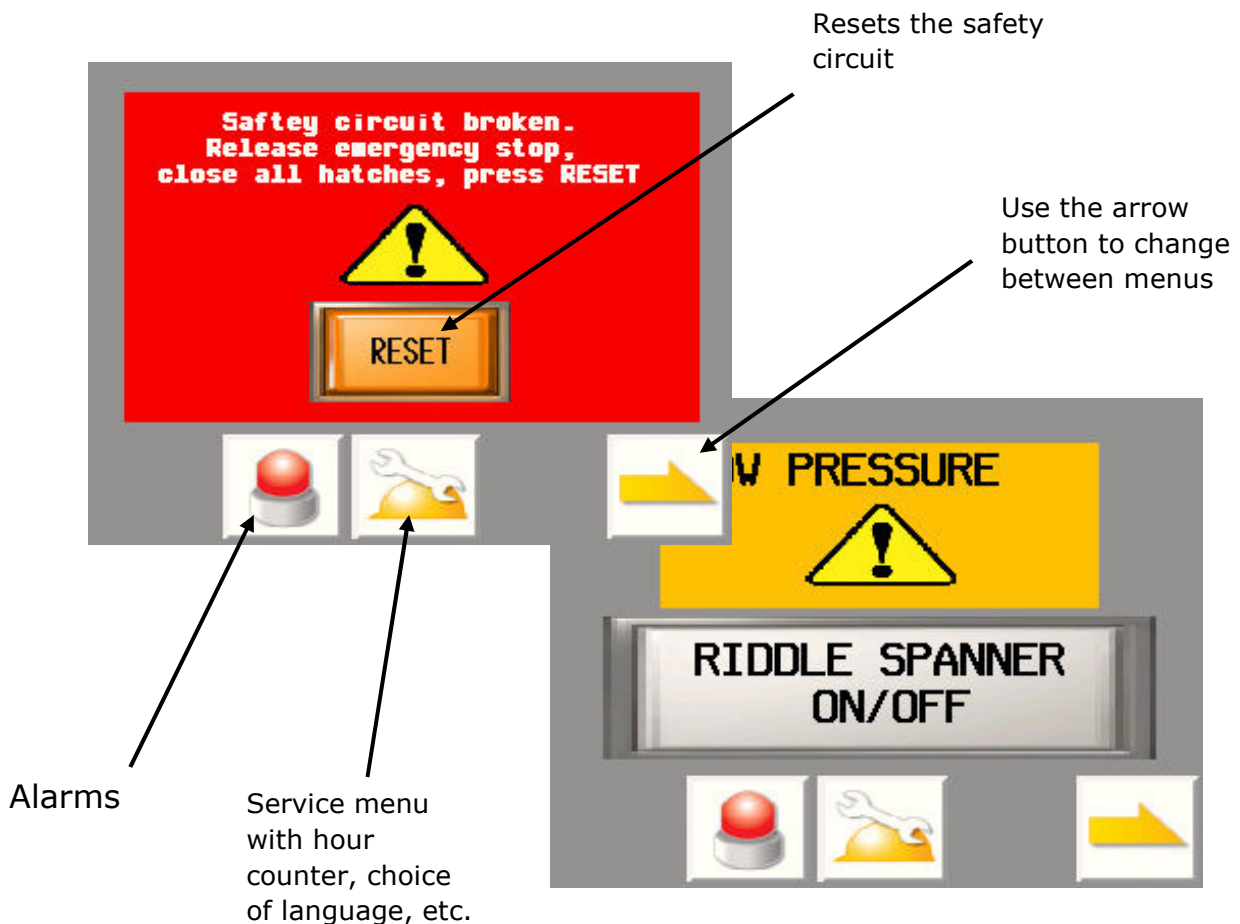 Resets the safety
circuit
Saftey circuit broken.
Release emergency stop,
close all hatches, press RESET
RESET
Use the arrow
button to change
between menus
W PRESSURE
RIDDLE SPANNER
ON/OFF
Alarms
Service menu
with hour
counter, choice
of language, etc.